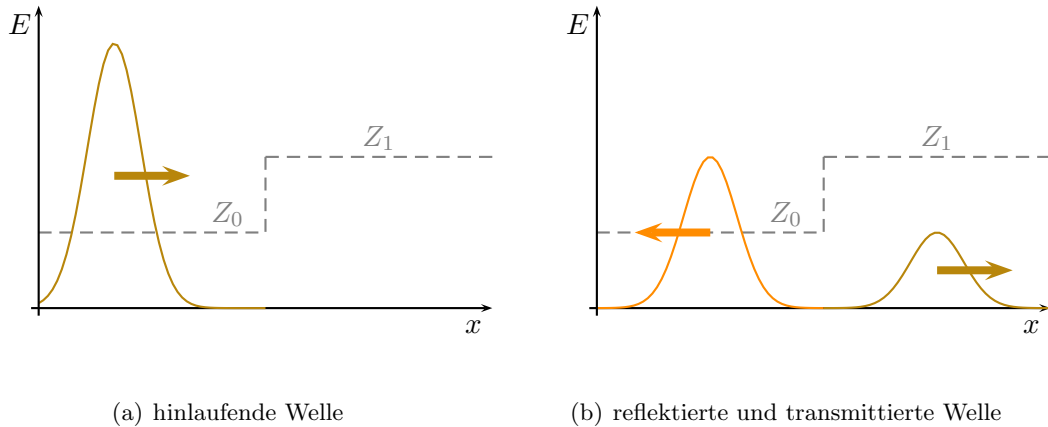 E
Z₁
Z₀
x
(a) hinlaufende Welle
E
Z₁
Z₀
x
(b) reflektierte und transmittierte Welle